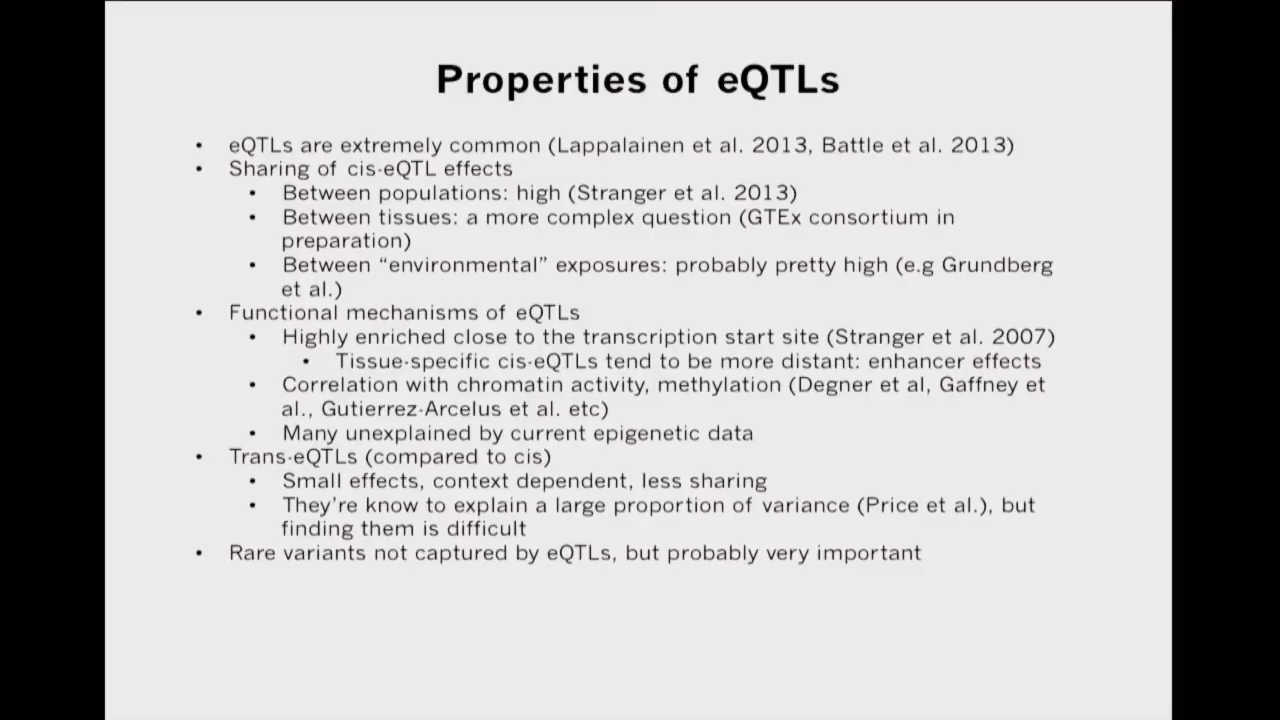 Properties of eQTLs
• eQTLs are extremely common (Lappalainen et al. 2013, Battle et al. 2013)
• Sharing of cis-eQTL effects
• Between populations: high (Stranger et al. 2013)
• Between tissues: a more complex question (GTEx consortium in
preparation)
• Between “environmental” exposures: probably pretty high (e.g Grundberg
et al.)
• Functional mechanisms of eQTLs
• Highly enriched close to the transcription start site (Stranger et al. 2007)
• Tissue-specific cis-eQTLs tend to be more distant: enhancer effects
• Correlation with chromatin activity, methylation (Degner et al, Gaffney et
al., Gutierrez-Arcelus et al. etc)
• Many unexplained by current epigenetic data
• Trans-eQTLs (compared to cis)
• Small effects, context dependent, less sharing
• They’re know to explain a large proportion of variance (Price et al.), but
finding them is difficult
• Rare variants not captured by eQTLs, but probably very important